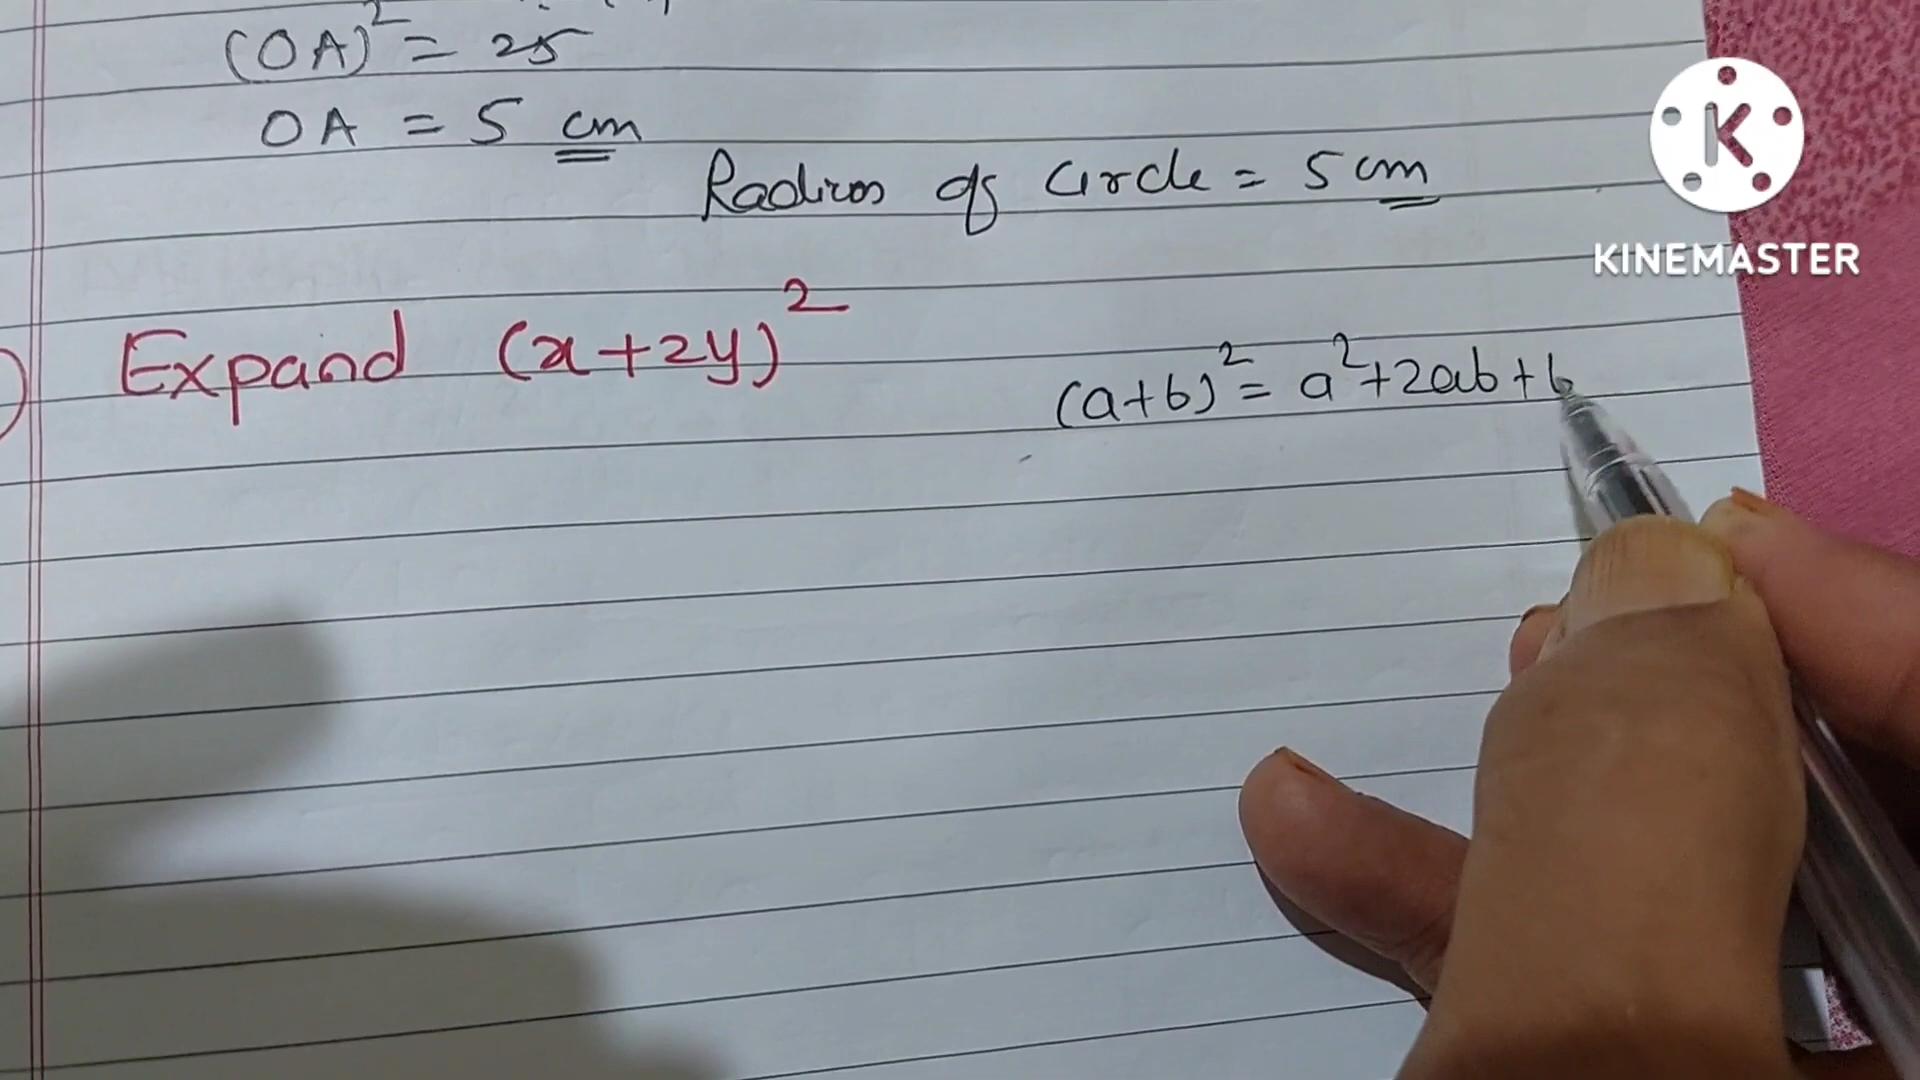 (OA)² = 25
OA = 5 cm
Radius of Circle = 5 cm
KINEMASTER
Expand (x+2y)²
(a+b)² = a²+2ab+b